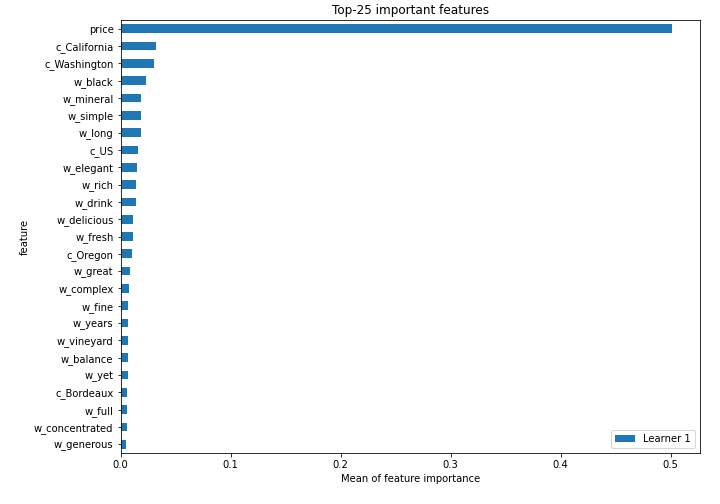 Top-25 important features
price
c_California
c_Washington
w_black
w_mineral
w_simple
w_long
c_US
w_elegant
w_rich
w_drink
w_delicious
w_fresh
c_Oregon
w_great
w_complex
w_fine
w_years
w_vineyard
w_balance
w_yet
c_Bordeaux
w_full
w_concentrated
w_generous
feature
Learner 1
0.0 0.1 0.2 0.3 0.4 0.5
Mean of feature importance